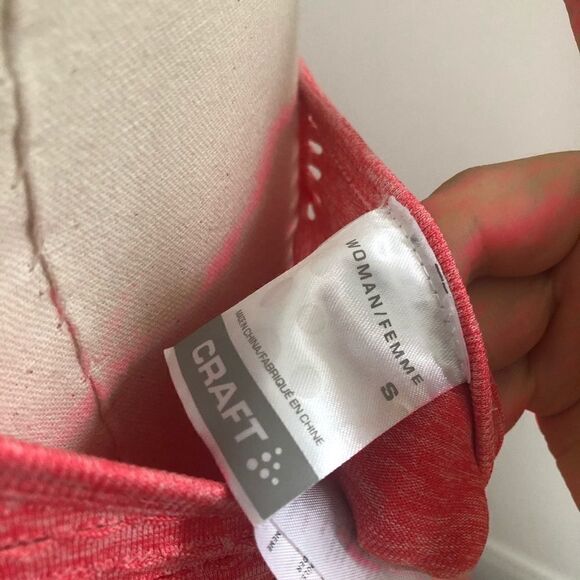 WOMAN/FEMME
S
MADE IN CHINA/FABRIQUÉ EN CHINE
CRAFT